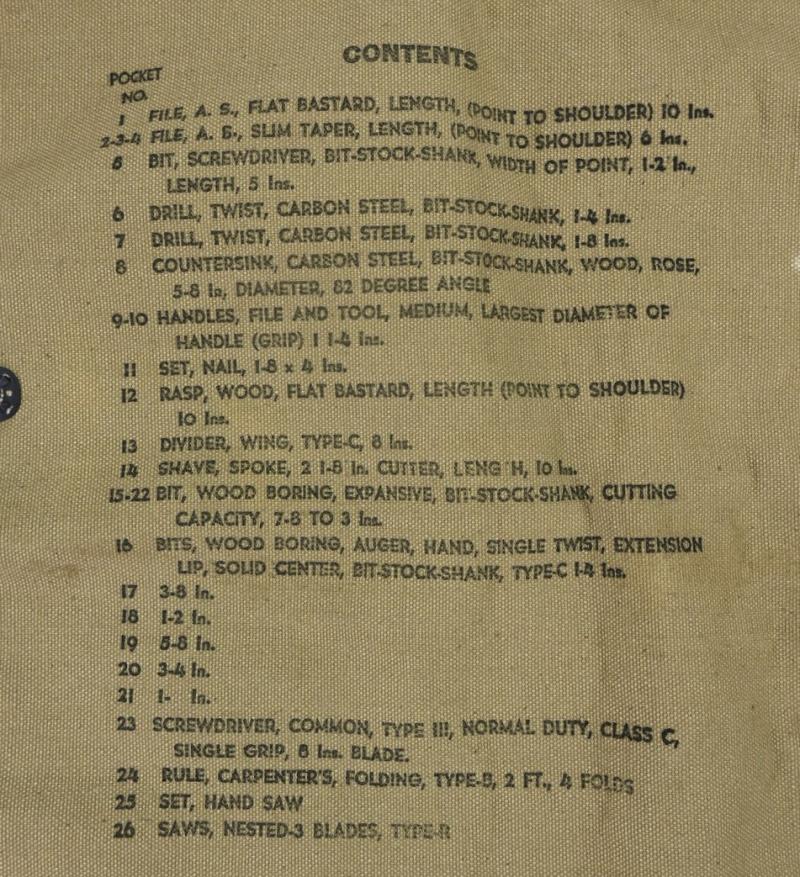 CONTENTS
POCKET
NO.
1 FILE, A. S., FLAT BASTARD, LENGTH, (POINT TO SHOULDER) 10 Ins.
2-3-4 FILE, A. S., SLIM TAPER, LENGTH, (POINT TO SHOULDER) 6 Ins.
5 BIT, SCREWDRIVER, BIT-STOCK-SHANK, WIDTH OF POINT, 1-2 In.,
LENGTH, 5 Ins.
6 DRILL, TWIST, CARBON STEEL, BIT-STOCK-SHANK, 1-4 Ins.
7 DRILL, TWIST, CARBON STEEL, BIT-STOCK-SHANK, 1-8 Ins.
8 COUNTERSINK, CARBON STEEL, BIT-STOCK-SHANK, WOOD, ROSE,
5-8 In, DIAMETER, 82 DEGREE ANGLE
9-10 HANDLES, FILE AND TOOL, MEDIUM, LARGEST DIAMETER OF
HANDLE (GRIP) 1 1-4 Ins.
11 SET, NAIL, 1-8 x 4 Ins.
12 RASP, WOOD, FLAT BASTARD, LENGTH (POINT TO SHOULDER)
10 Ins.
13 DIVIDER, WING, TYPE-C, 8 Ins.
14 SHAVE, SPOKE, 2 1-8 In. CUTTER, LENGTH, 10 Ins.
15-22 BIT, WOOD BORING, EXPANSIVE, BIT-STOCK-SHANK, CUTTING
CAPACITY, 7-8 TO 3 Ins.
16 BITS, WOOD BORING, AUGER, HAND, SINGLE TWIST, EXTENSION
LIP, SOLID CENTER, BIT-STOCK-SHANK, TYPE-C 1-4 Ins.
17 3-8 In.
18 1-2 In.
19 5-8 In.
20 3-4 In.
21 1- In.
23 SCREWDRIVER, COMMON, TYPE III, NORMAL DUTY, CLASS C,
SINGLE GRIP, 8 Ins. BLADE.
24 RULE, CARPENTER'S, FOLDING, TYPE-B, 2 FT., 4 FOLDS
25 SET, HAND SAW
26 SAWS, NESTED-3 BLADES, TYPE-R